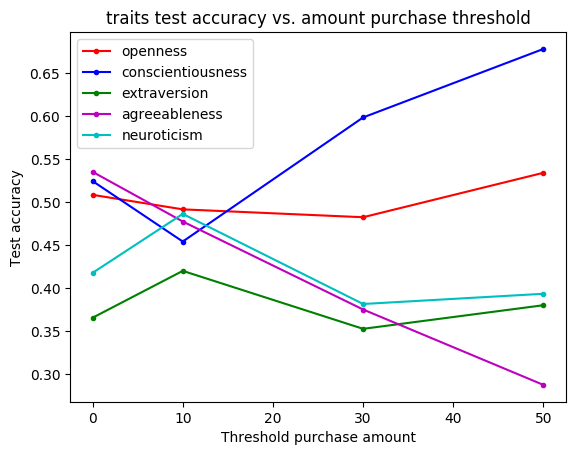 traits test accuracy vs. amount purchase threshold
openness
conscientiousness
extraversion
agreeableness
neuroticism
Test accuracy
0.65
0.60
0.55
0.50
0.45
0.40
0.35
0.30
0 10 20 30 40 50
Threshold purchase amount